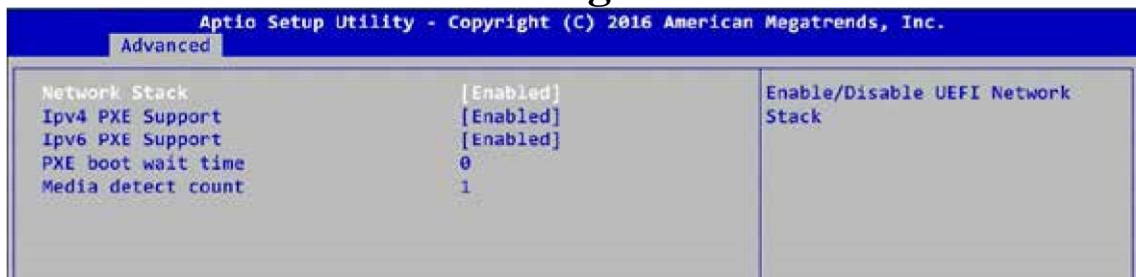 Aptio Setup Utility - Copyright (C) 2016 American Megatrends, Inc.
Advanced
Network Stack [Enabled]
Ipv4 PXE Support [Enabled]
Ipv6 PXE Support [Enabled]
PXE boot wait time 0
Media detect count 1
Enable/Disable UEFI Network
Stack